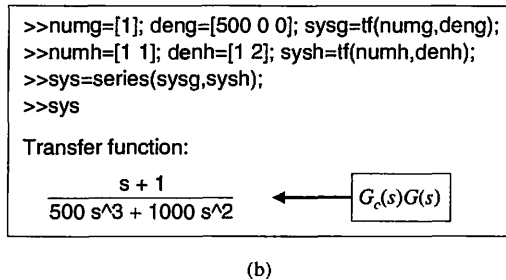 >>numg=[1]; deng=[500 0 0]; sysg=tf(numg,deng);
>>numh=[1 1]; denh=[1 2]; sysh=tf(numh,denh);
>>sys=series(sysg,sysh);
>>sys
Transfer function:
s + 1
500 s^3 + 1000 s^2
G_c(s)G(s)
(b)